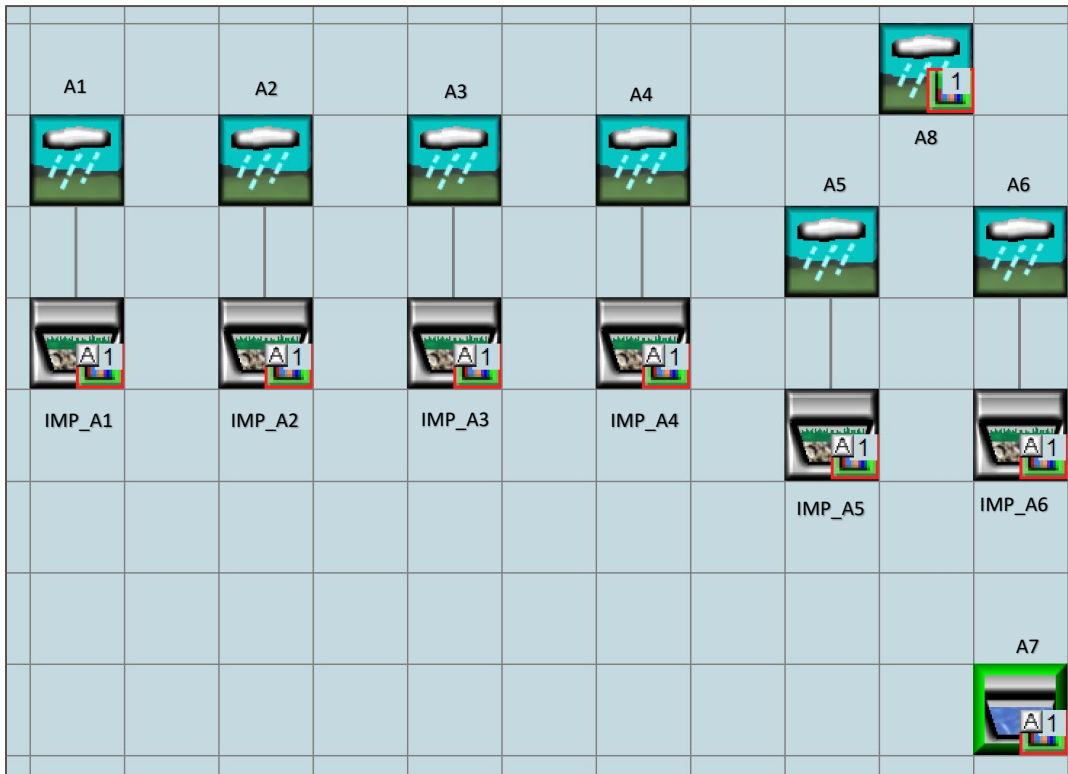 A1
A2
A3
A4
1
A8
A5
A6
A 1
A 1
A 1
A 1
IMP_A1
IMP_A2
IMP_A3
IMP_A4
A 1
A 1
IMP_A5
IMP_A6
A7
A 1